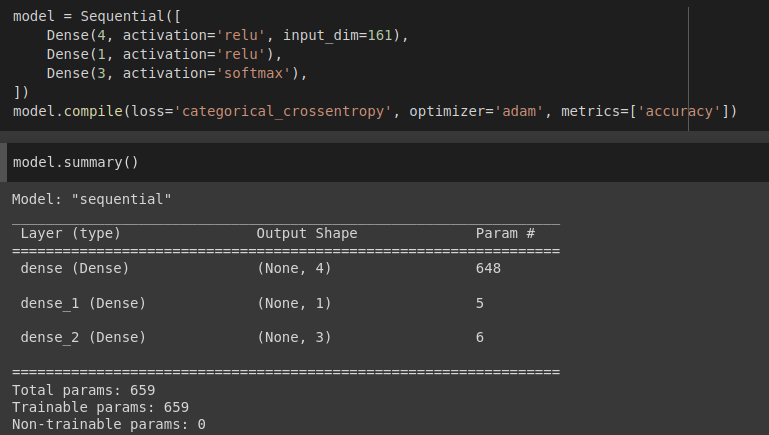 model = Sequential([
    Dense(4, activation='relu', input_dim=161),
    Dense(1, activation='relu'),
    Dense(3, activation='softmax'),
])
model.compile(loss='categorical_crossentropy', optimizer='adam', metrics=['accuracy'])
model.summary()
Model: "sequential"
_________________________________________________________________
 Layer (type)                Output Shape              Param #
=================================================================
 dense (Dense)               (None, 4)                 648
 dense_1 (Dense)             (None, 1)                 5
 dense_2 (Dense)             (None, 3)                 6
=================================================================
Total params: 659
Trainable params: 659
Non-trainable params: 0